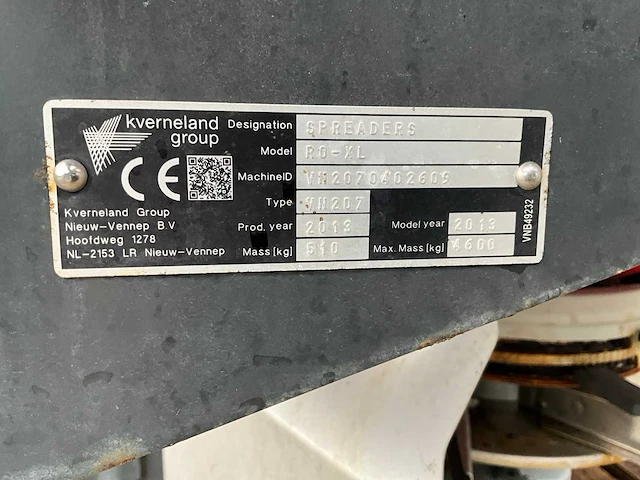 kverneland
group
CE
Kverneland Group
Nieuw-Vennep B.V
Hoofdweg 1278
NL-2153 LR Nieuw-Vennep
Designation SPREADERS
Model RO-XL
MachineID VN2070402609
Type VN207
Prod. year 2013 Model year 2013
Mass [kg] 510 Max. Mass [kg] 4600
VNB49232